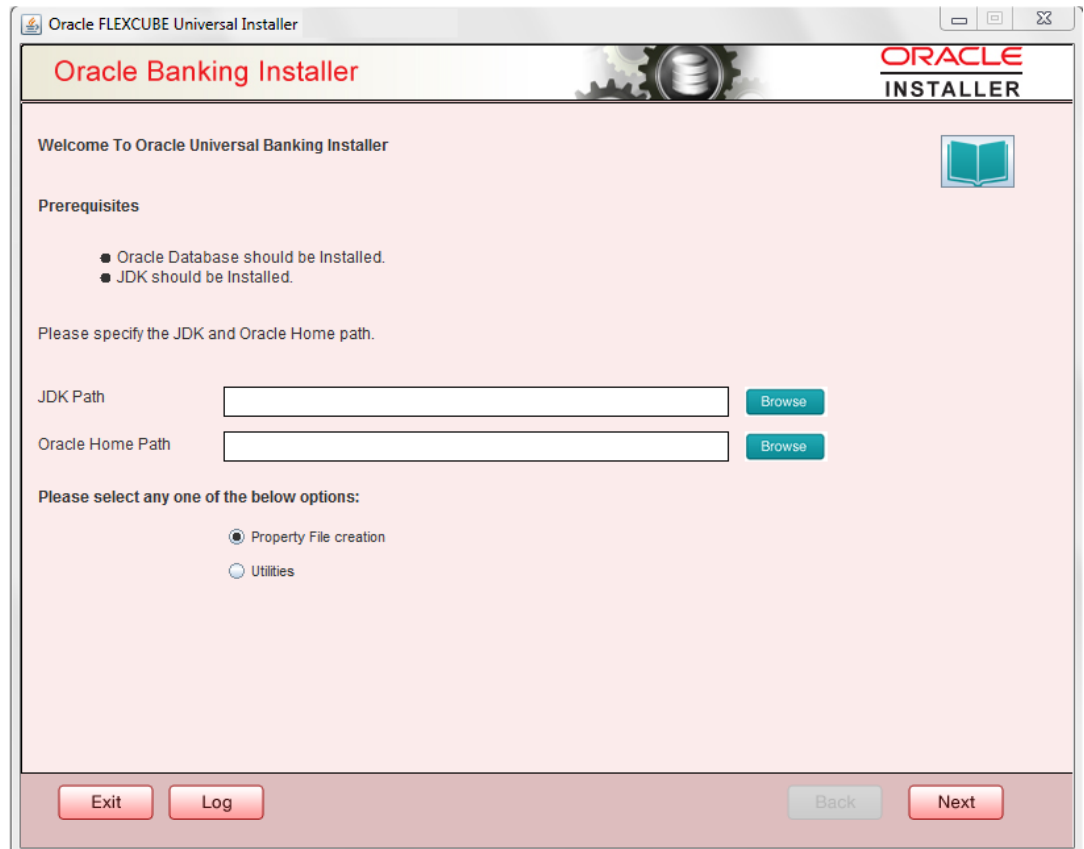 Oracle FLEXCUBE Universal Installer
Oracle Banking Installer
ORACLE
INSTALLER
Welcome To Oracle Universal Banking Installer
Prerequisites
Oracle Database should be Installed.
JDK should be Installed.
Please specify the JDK and Oracle Home path.
JDK Path
Browse
Oracle Home Path
Browse
Please select any one of the below options:
Property File creation
Utilities
Exit
Log
Back
Next